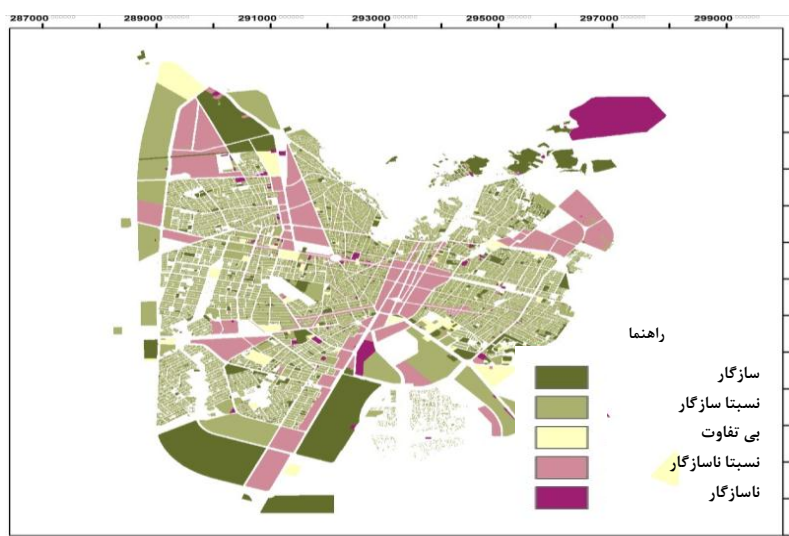 287000 289000 291000 293000 295000 297000 299000
راهنما
سازگار
نسبتا سازگار
بی تفاوت
نسبتا ناسازگار
ناسازگار